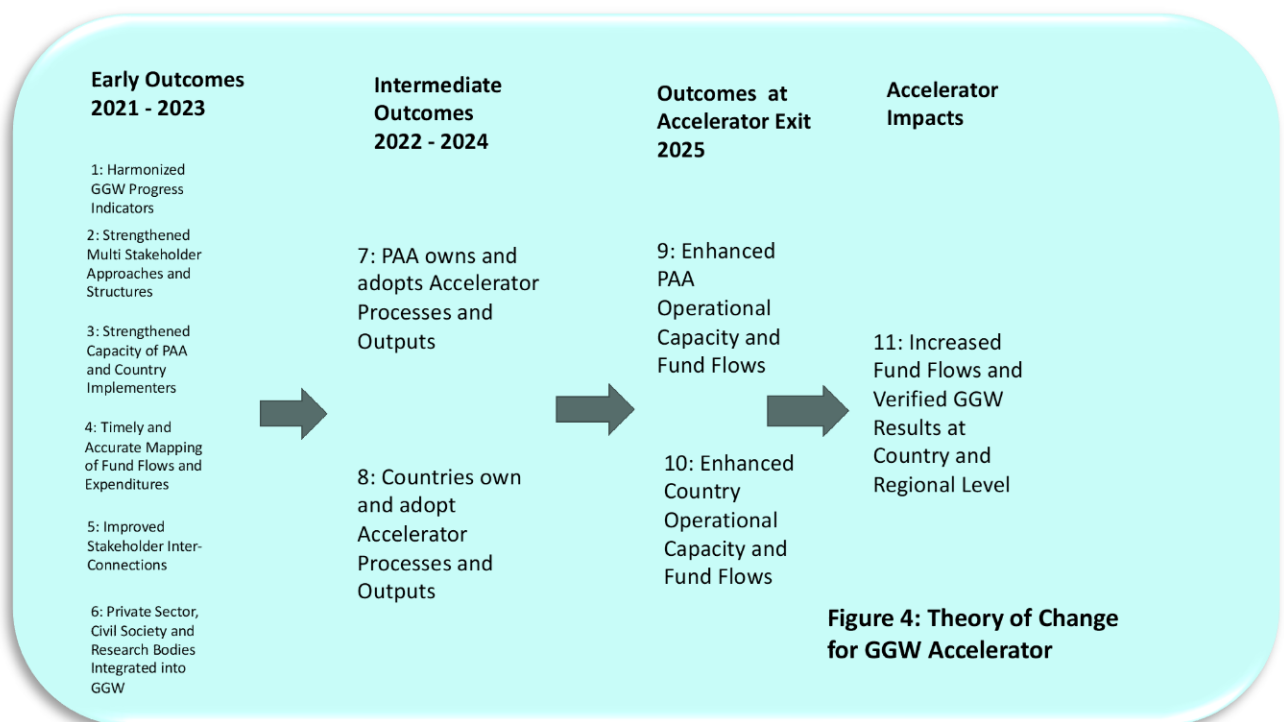 Early Outcomes
2021 - 2023
1: Harmonized
GGW Progress
Indicators
2: Strengthened
Multi Stakeholder
Approaches and
Structures
3: Strengthened
Capacity of PAA
and Country
Implementers
4: Timely and
Accurate Mapping
of Fund Flows and
Expenditures
5: Improved
Stakeholder Inter-
Connections
6: Private Sector,
Civil Society and
Research Bodies
Integrated into
GGW
Intermediate
Outcomes
2022 - 2024
7: PAA owns and
adopts Accelerator
Processes and
Outputs
8: Countries own
and adopt
Accelerator
Processes and
Outputs
Outcomes at
Accelerator Exit
2025
9: Enhanced
PAA
Operational
Capacity and
Fund Flows
10: Enhanced
Country
Operational
Capacity and
Fund Flows
Accelerator
Impacts
11: Increased
Fund Flows and
Verified GGW
Results at
Country and
Regional Level
Figure 4: Theory of Change
for GGW Accelerator